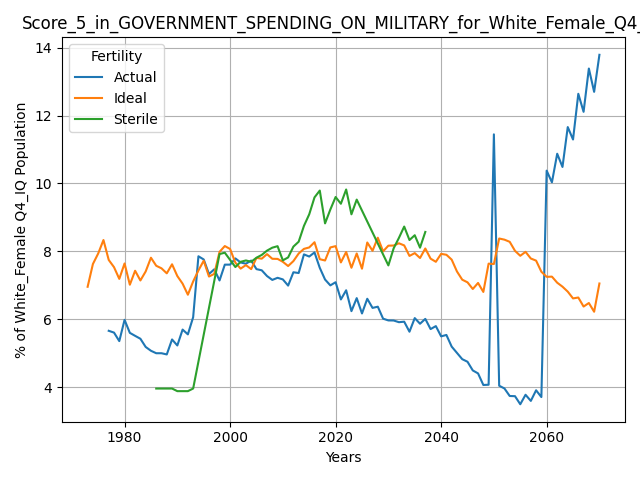 Score_5_in_GOVERNMENT_SPENDING_ON_MILITARY_for_White_Female_Q4_
14
12
10
8
6
4
% of White_Female Q4_IQ Population
Fertility
Actual
Ideal
Sterile
1980
2000
2020
2040
2060
Years